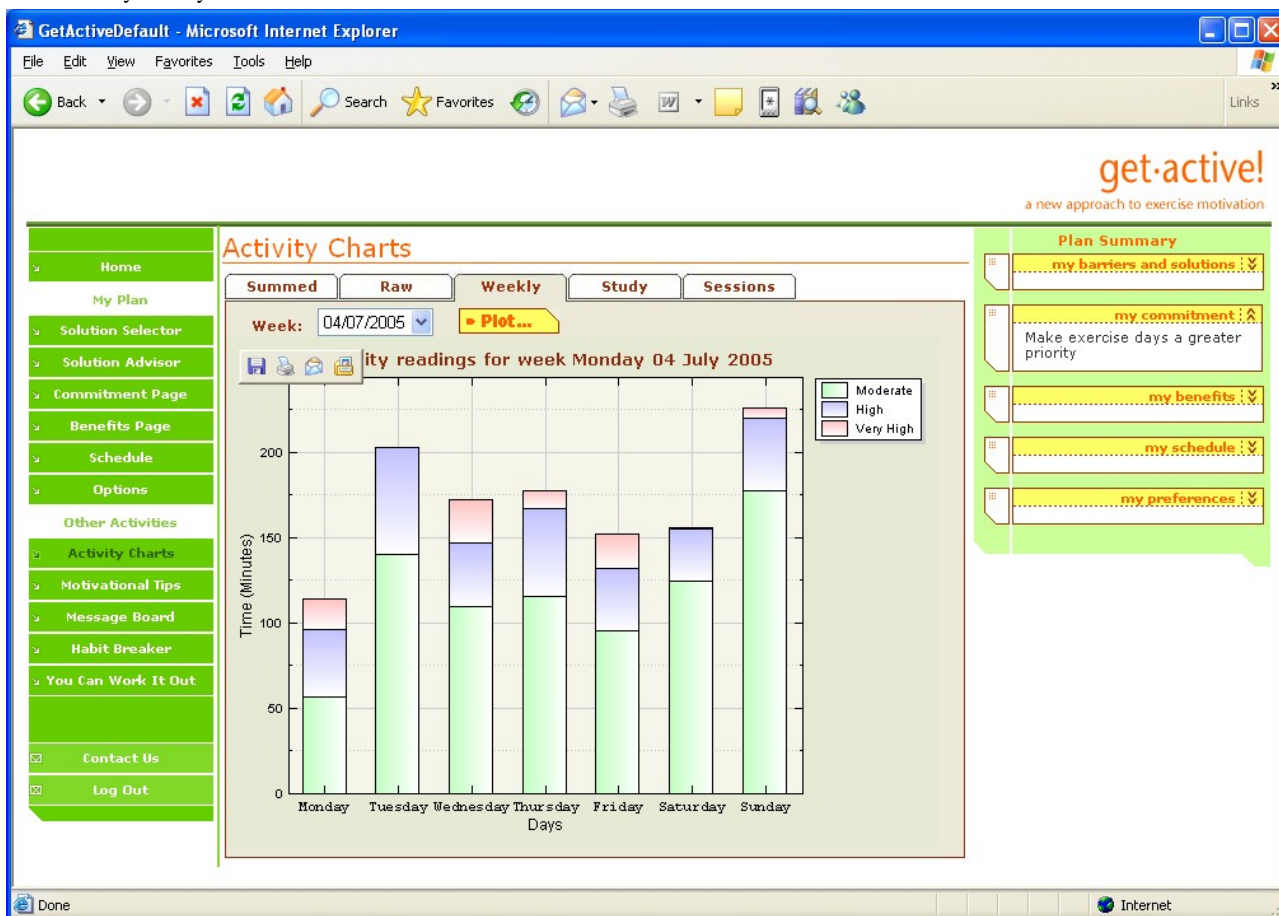 GetActiveDefault - Microsoft Internet Explorer
File Edit View Favorites Tools Help
Back Search Favorites Links
get·active!
a new approach to exercise motivation
Home
My Plan
Solution Selector
Solution Advisor
Commitment Page
Benefits Page
Schedule
Options
Other Activities
Activity Charts
Motivational Tips
Message Board
Habit Breaker
You Can Work It Out
Contact Us
Log Out
Activity Charts
Summed Raw Weekly Study Sessions
Week: 04/07/2005 Plot...
ity readings for week Monday 04 July 2005
Moderate
High
Very High
Time (Minutes)
200
150
100
50
0
Monday Tuesday Wednesday Thursday Friday Saturday Sunday
Days
Plan Summary
my barriers and solutions
my commitment
Make exercise days a greater
priority
my benefits
my schedule
my preferences
Done Internet